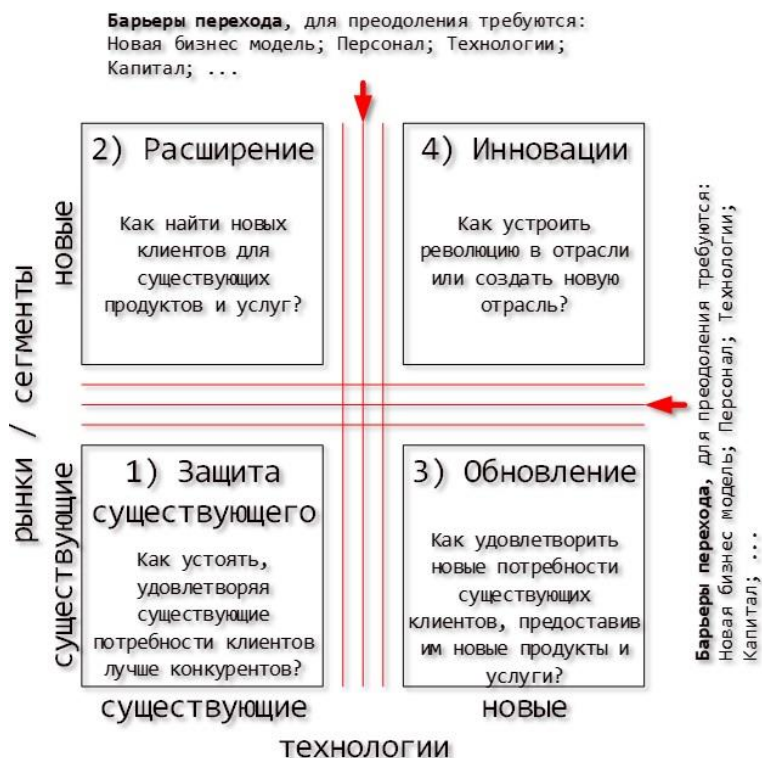 Барьеры перехода, для преодоления требуются:
Новая бизнес модель; Персонал; Технологии;
Капитал; ...
2) Расширение
Как найти новых
клиентов для
существующих
продуктов и услуг?
4) Инновации
Как устроить
революцию в отрасли
или создать новую
отрасль?
1) Защита
существующего
Как устоять,
удовлетворяя
существующие
потребности клиентов
лучше конкурентов?
3) Обновление
Как удовлетворить
новые потребности
существующих
клиентов, предоставив
им новые продукты и
услуги?
рынки / сегменты
новые
существующие
существующие
новые
технологии
Барьеры перехода, для преодоления требуются:
Новая бизнес модель; Персонал; Технологии;
Капитал; ...